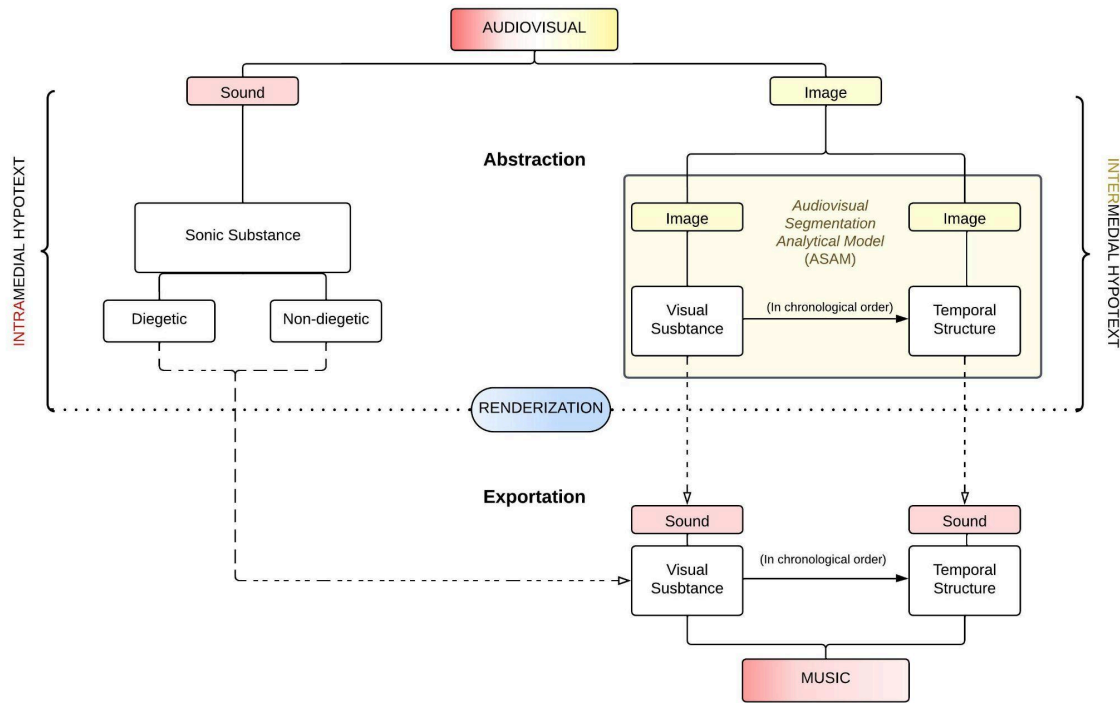 AUDIOVISUAL
Sound
Image
INTRAMEDIAL HYPOTEXT
INTERMEDIAL HYPOTEXT
Abstraction
Sonic Substance
Diegetic
Non-diegetic
Image
Audiovisual
Segmentation
Analytical Model
(ASAM)
Image
Visual
Susbtance
(In chronological order)
Temporal
Structure
RENDERIZATION
Exportation
Sound
Sound
Visual
Susbtance
(In chronological order)
Temporal
Structure
MUSIC